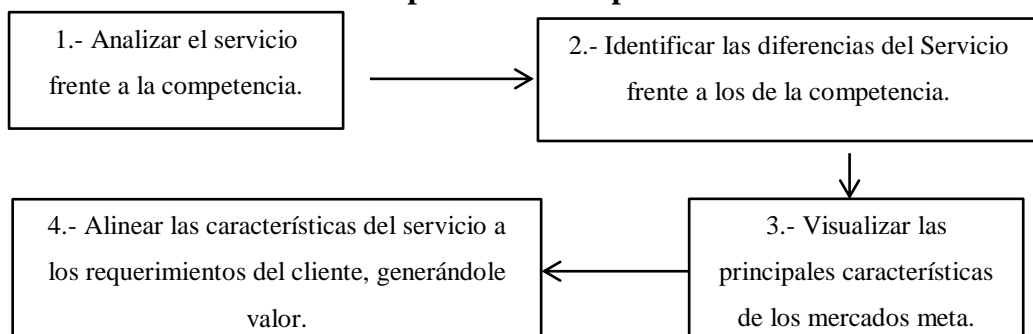 1.- Analizar el servicio
frente a la competencia.
2.- Identificar las diferencias del Servicio
frente a los de la competencia.
3.- Visualizar las
principales características
de los mercados meta.
4.- Alinear las características del servicio a
los requerimientos del cliente, generándole
valor.